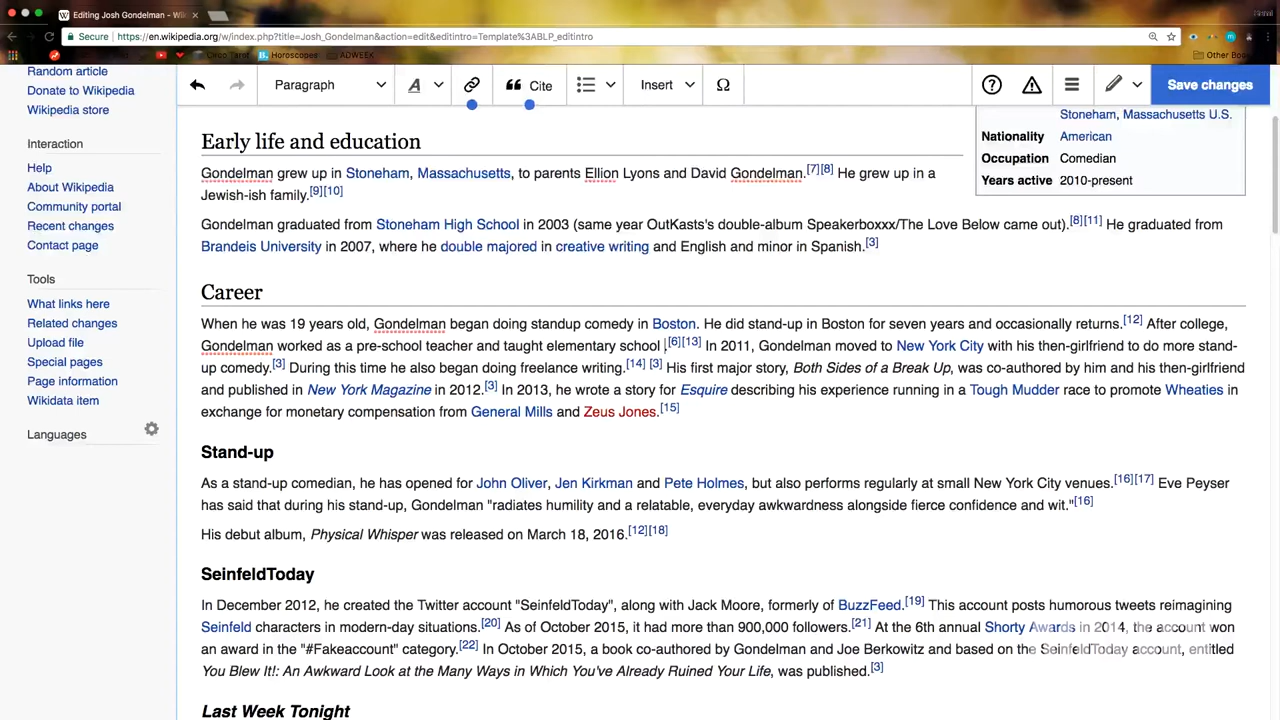 Editing Josh Gondelman - Wi
Secure https://en.wikipedia.org/w/index.php?title=Josh_Gondelman&action=edit&editintro=Template%3ABLP_editintro
Horoscopes ADWEEK
Random article
Donate to Wikipedia
Wikipedia store
Interaction
Help
About Wikipedia
Community portal
Recent changes
Contact page
Tools
What links here
Related changes
Upload file
Special pages
Page information
Wikidata item
Languages
Paragraph A Cite Insert Ω Save changes
Stoneham, Massachusetts U.S.
Nationality American
Occupation Comedian
Years active 2010-present
Early life and education
Gondelman grew up in Stoneham, Massachusetts, to parents Ellion Lyons and David Gondelman.[7][8] He grew up in a
Jewish-ish family.[9][10]
Gondelman graduated from Stoneham High School in 2003 (same year OutKasts's double-album Speakerboxxx/The Love Below came out).[8][11] He graduated from
Brandeis University in 2007, where he double majored in creative writing and English and minor in Spanish.[3]
Career
When he was 19 years old, Gondelman began doing standup comedy in Boston. He did stand-up in Boston for seven years and occasionally returns.[12] After college,
Gondelman worked as a pre-school teacher and taught elementary school .[6][13] In 2011, Gondelman moved to New York City with his then-girlfriend to do more stand-
up comedy.[3] During this time he also began doing freelance writing.[14] [3] His first major story, Both Sides of a Break Up, was co-authored by him and his then-girlfriend
and published in New York Magazine in 2012.[3] In 2013, he wrote a story for Esquire describing his experience running in a Tough Mudder race to promote Wheaties in
exchange for monetary compensation from General Mills and Zeus Jones.[15]
Stand-up
As a stand-up comedian, he has opened for John Oliver, Jen Kirkman and Pete Holmes, but also performs regularly at small New York City venues.[16][17] Eve Peyser
has said that during his stand-up, Gondelman "radiates humility and a relatable, everyday awkwardness alongside fierce confidence and wit."[16]
His debut album, Physical Whisper was released on March 18, 2016.[12][18]
SeinfeldToday
In December 2012, he created the Twitter account "SeinfeldToday", along with Jack Moore, formerly of BuzzFeed.[19] This account posts humorous tweets reimagining
Seinfeld characters in modern-day situations.[20] As of October 2015, it had more than 900,000 followers.[21] At the 6th annual Shorty Awards in 2014, the account won
an award in the "#Fakeaccount" category.[22] In October 2015, a book co-authored by Gondelman and Joe Berkowitz and based on the SeinfeldToday account, entitled
You Blew It!: An Awkward Look at the Many Ways in Which You've Already Ruined Your Life, was published.[3]
Last Week Tonight